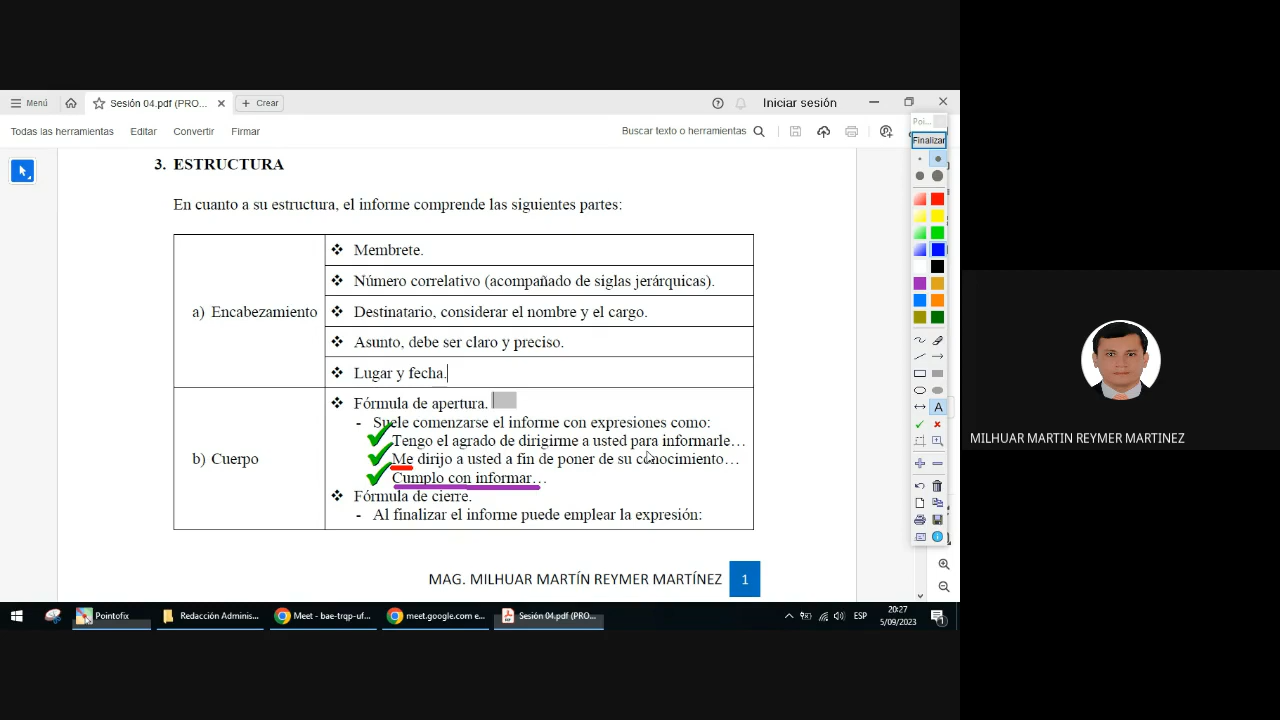 Menú
Sesión 04.pdf (PRO...
Crear
Iniciar sesión
Todas las herramientas
Editar
Convertir
Firmar
Buscar texto o herramientas
Poi...
Finalizar
3. ESTRUCTURA
En cuanto a su estructura, el informe comprende las siguientes partes:
a) Encabezamiento
❖ Membrete.
❖ Número correlativo (acompañado de siglas jerárquicas).
❖ Destinatario, considerar el nombre y el cargo.
❖ Asunto, debe ser claro y preciso.
❖ Lugar y fecha.
b) Cuerpo
❖ Fórmula de apertura.
- Suele comenzarse el informe con expresiones como:
Tengo el agrado de dirigirme a usted para informarle…
Me dirijo a usted a fin de poner de su conocimiento…
Cumplo con informar…
❖ Fórmula de cierre.
- Al finalizar el informe puede emplear la expresión:
MAG. MILHUAR MARTÍN REYMER MARTÍNEZ 1
A
MILHUAR MARTIN REYMER MARTINEZ
Pointofix
Redacción Adminis...
Meet - bae-trqp-uf...
meet.google.com e...
Sesión 04.pdf (PRO...
ESP
20:27
5/09/2023